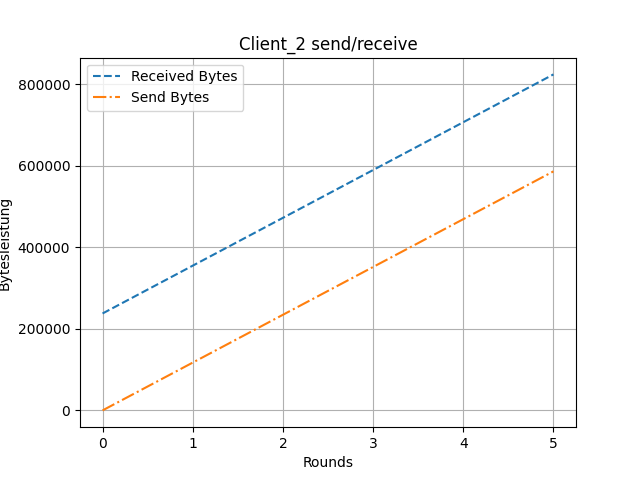 Client_2 send/receive
Received Bytes
Send Bytes
800000
600000
400000
200000
0
Bytesleistung
0 1 2 3 4 5
Rounds